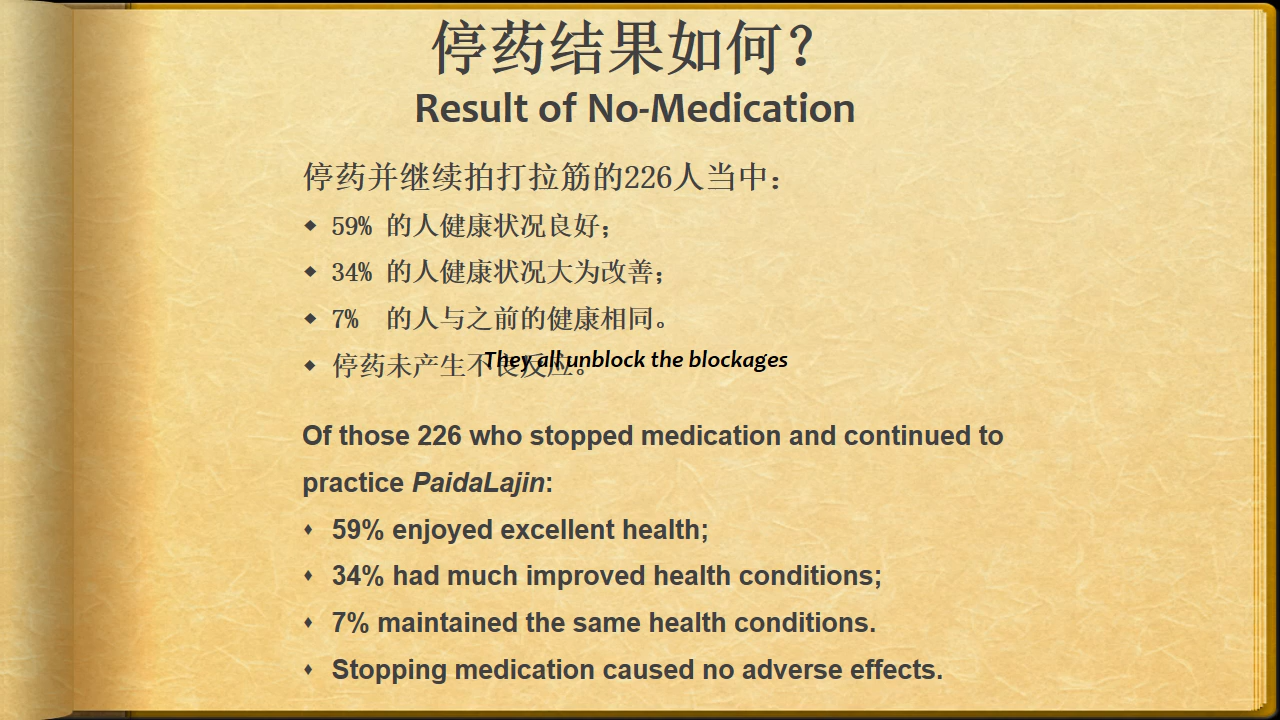 停药结果如何？
Result of No-Medication
停药并继续拍打拉筋的226人当中：
◆ 59% 的人健康状况良好；
◆ 34% 的人健康状况大为改善；
◆ 7% 的人与之前的健康相同。
◆ 停药未产生不良反应。
They all unblock the blockages
Of those 226 who stopped medication and continued to
practice PaidaLajin:
♦ 59% enjoyed excellent health;
♦ 34% had much improved health conditions;
♦ 7% maintained the same health conditions.
♦ Stopping medication caused no adverse effects.